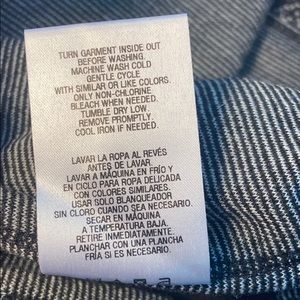 TURN GARMENT INSIDE OUT
BEFORE WASHING.
MACHINE WASH COLD
GENTLE CYCLE
WITH SIMILAR OR LIKE COLORS.
ONLY NON-CHLORINE.
BLEACH WHEN NEEDED.
TUMBLE DRY LOW.
REMOVE PROMPTLY.
COOL IRON IF NEEDED.
LAVAR LA ROPA AL REVÉS
ANTES DE LAVAR.
LAVAR A MÁQUINA EN FRÍO Y
EN CICLO PARA ROPA DELICADA
CON COLORES SIMILARES.
USAR SOLO BLANQUEADOR
SIN CLORO CUANDO SEA NECESARIO.
SECAR EN MÁQUINA
A TEMPERATURA BAJA.
RETIRE INMEDIATAMENTE.
PLANCHAR CON UNA PLANCHA
FRÍA SI ES NECESARIO.